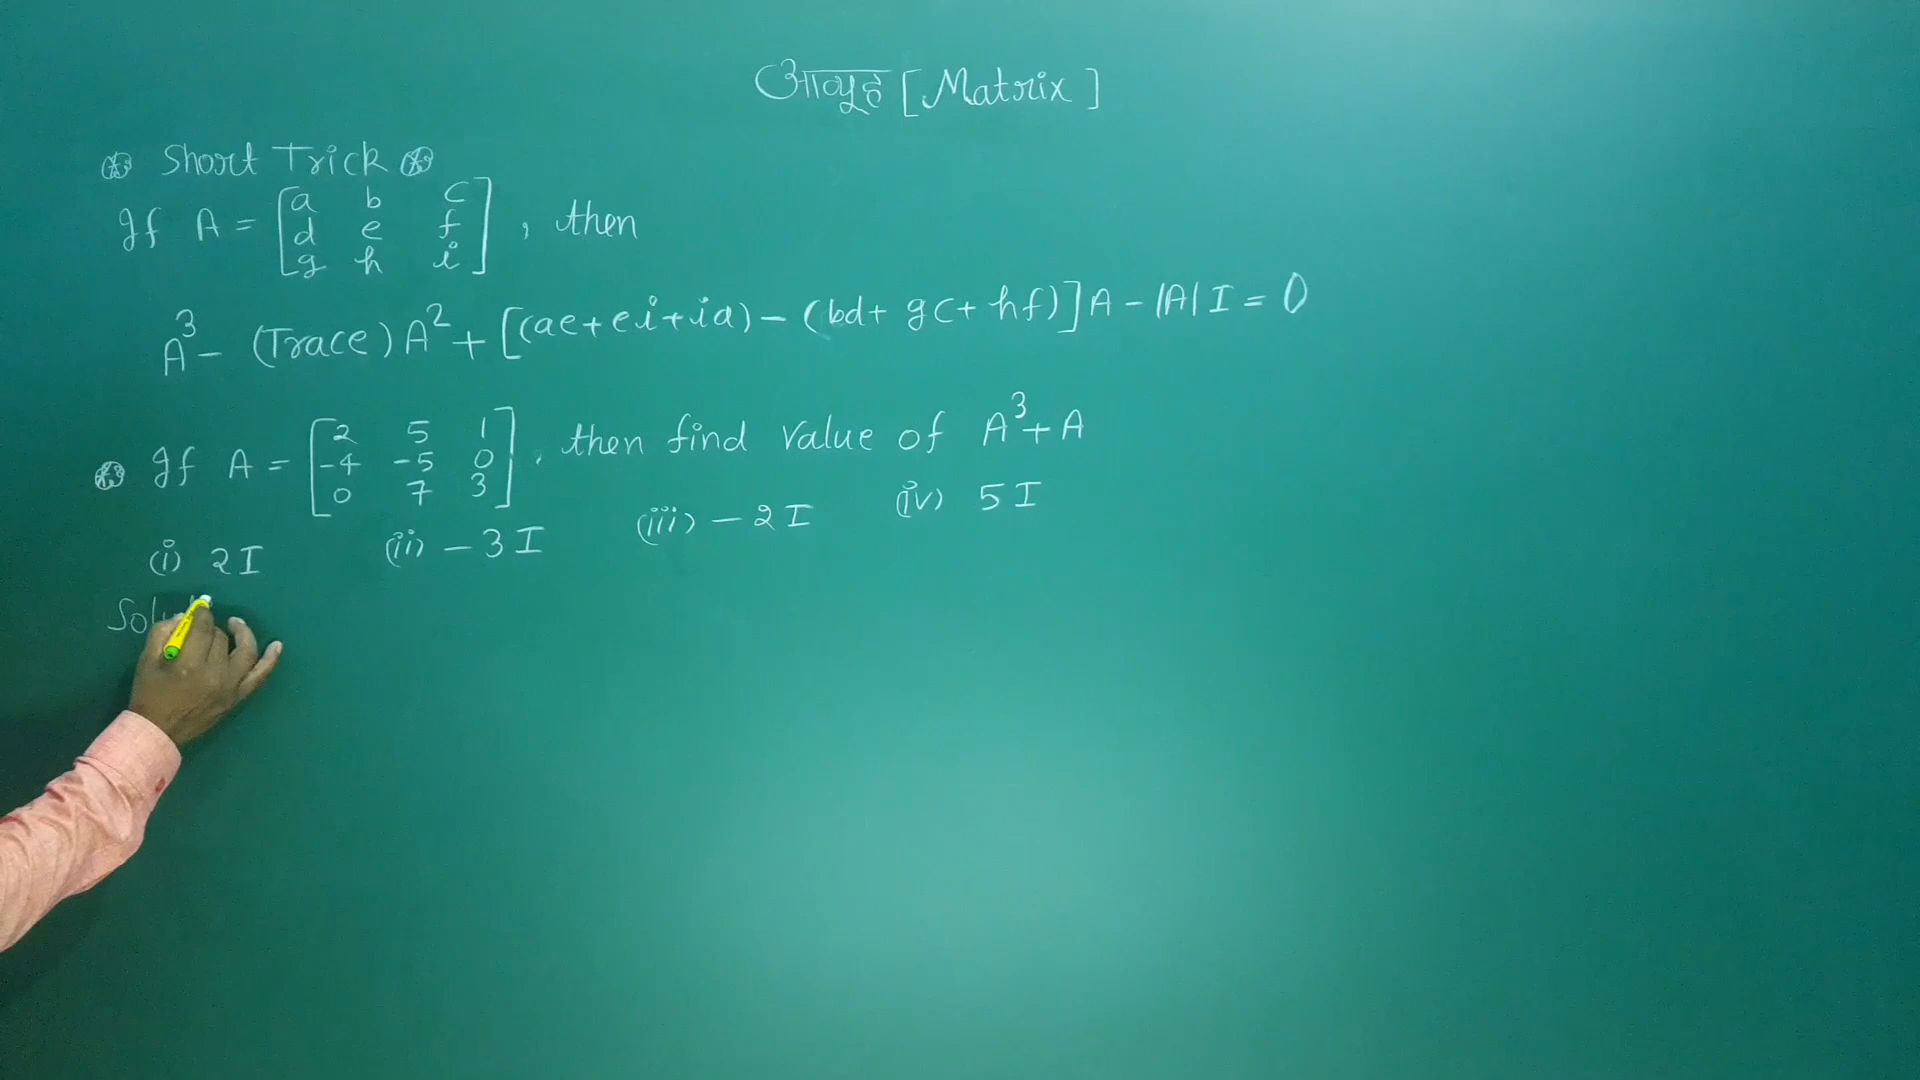 आव्यूह [Matrix]
Short Trick
If A = [a b c
d e f
g h i], then
A³ - (Trace)A² + [(ae+ei+ia) - (bd+gc+hf)]A - |A|I = 0
If A = [2 5 1
-4 -5 0
0 7 3], then find value of A³+A
(i) 2I (ii) -3I (iii) -2I (iv) 5I